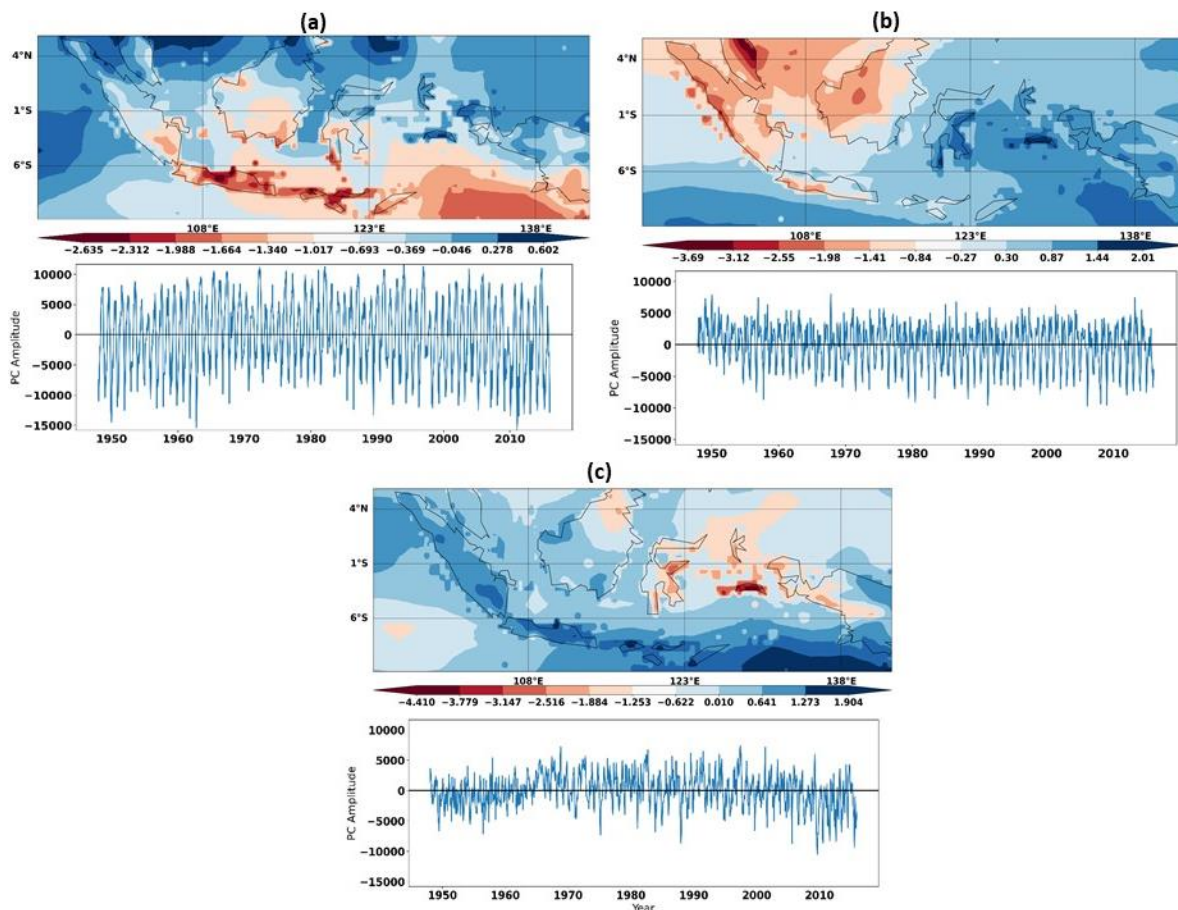 (a)
4°N
1°S
6°S
108°E 123°E 138°E
−2.635 −2.312 −1.988 −1.664 −1.340 −1.017 −0.693 −0.369 −0.046 0.278 0.602
PC Amplitude
10000
5000
0
−5000
−10000
−15000
1950 1960 1970 1980 1990 2000 2010
(b)
4°N
1°S
6°S
108°E 123°E 138°E
−3.69 −3.12 −2.55 −1.98 −1.41 −0.84 −0.27 0.30 0.87 1.44 2.01
PC Amplitude
10000
5000
0
−5000
−10000
−15000
1950 1960 1970 1980 1990 2000 2010
(c)
4°N
1°S
6°S
108°E 123°E 138°E
−4.410 −3.779 −3.147 −2.516 −1.884 −1.253 −0.622 0.010 0.641 1.273 1.904
PC Amplitude
10000
5000
0
−5000
−10000
−15000
1950 1960 1970 1980 1990 2000 2010
Year